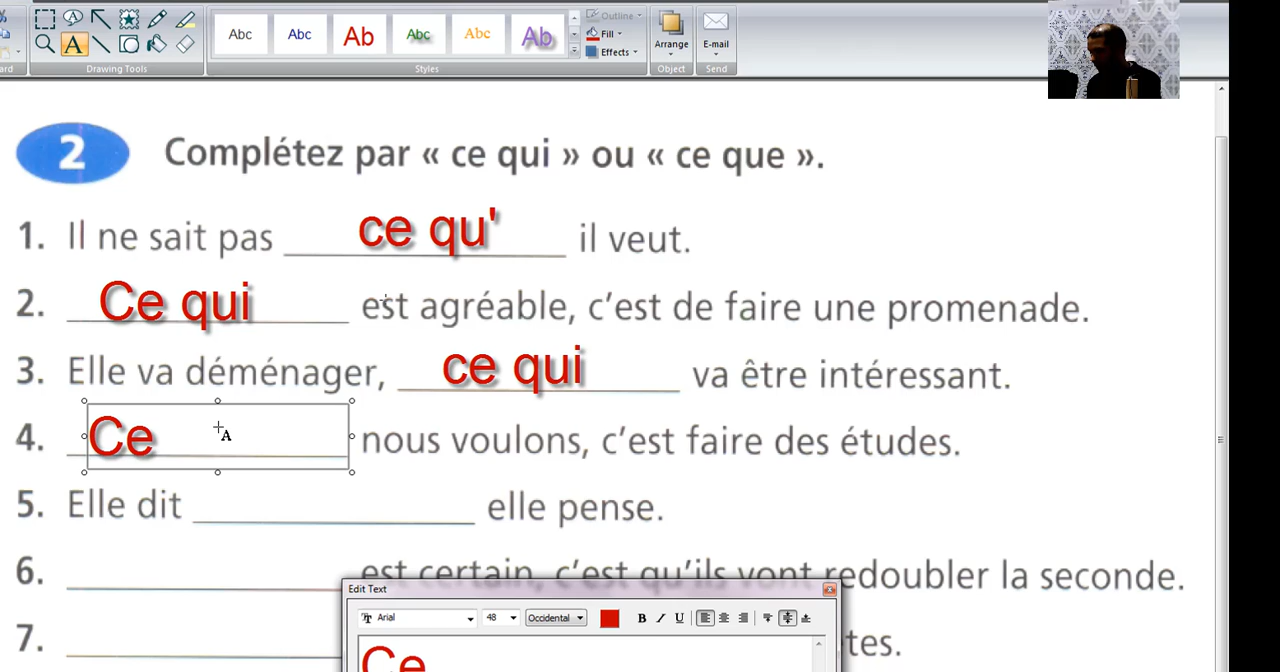 Abc Abc Ab Abc Abc Ab Outline Fill Effects Arrange E-mail
ard Drawing Tools Styles Object Send
2 Complétez par « ce qui » ou « ce que ».
1. Il ne sait pas ce qu' il veut.
2. Ce qui est agréable, c'est de faire une promenade.
3. Elle va déménager, ce qui va être intéressant.
4. Ce nous voulons, c'est faire des études.
5. Elle dit elle pense.
6. est certain, c'est qu'ils vont redoubler la seconde.
Edit Text
7. tes.
Arial 48 Occidental B I U
Ce